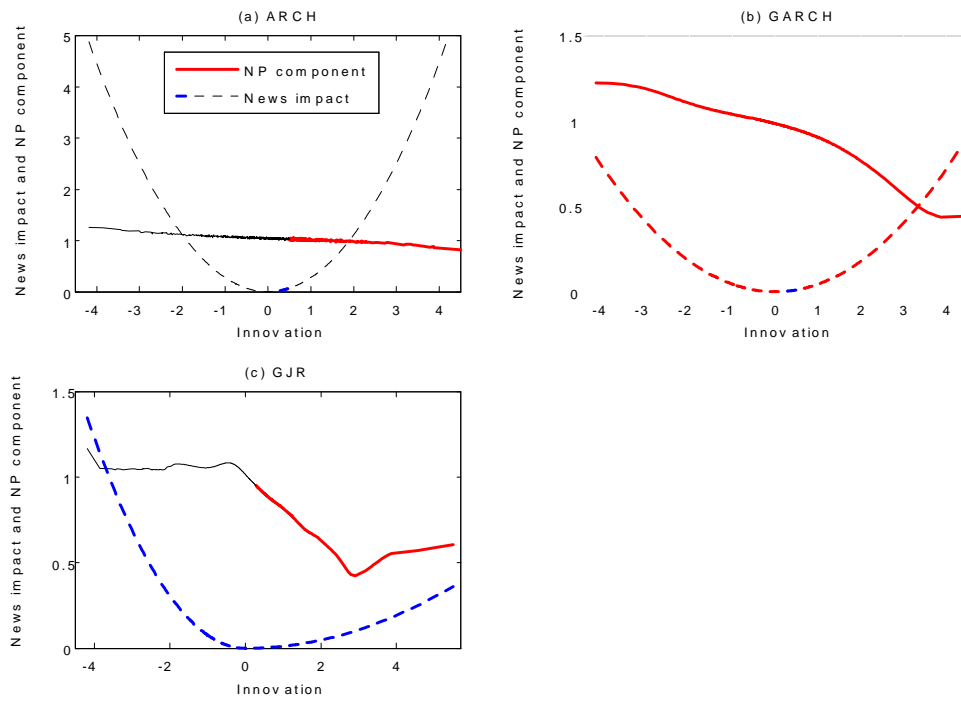 (a) ARCH
News impact and NP component
5
4
3
2
1
0
NP component
News impact
-4 -3 -2 -1 0 1 2 3 4
Innovation
(b) GARCH
News impact and NP component
1.5
1
0.5
0
-4 -3 -2 -1 0 1 2 3 4
Innovation
(c) GJR
News impact and NP component
1.5
1
0.5
0
-4 -2 0 2 4
Innovation